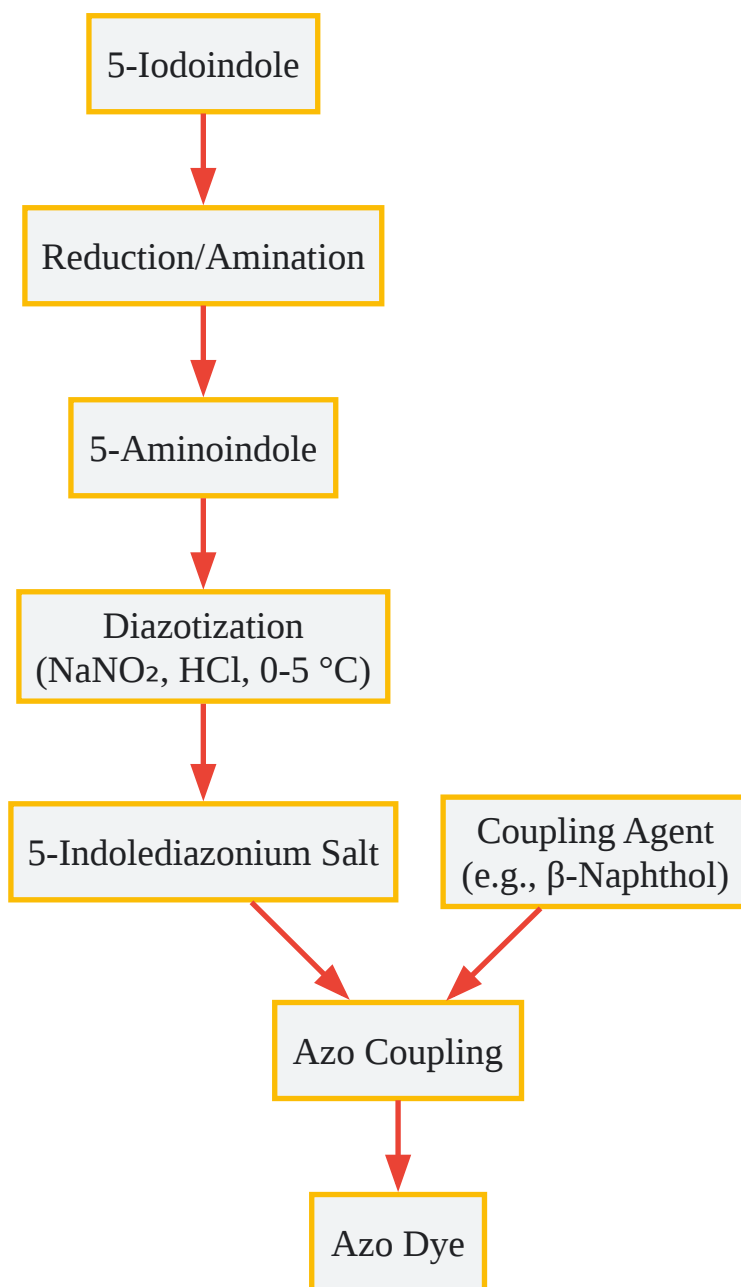 5-Iodoindole
Reduction/Amination
5-Aminoindole
Diazotization
(NaNO₂, HCl, 0-5 °C)
5-Indolediazonium Salt
Coupling Agent
(e.g., β-Naphthol)
Azo Coupling
Azo Dye